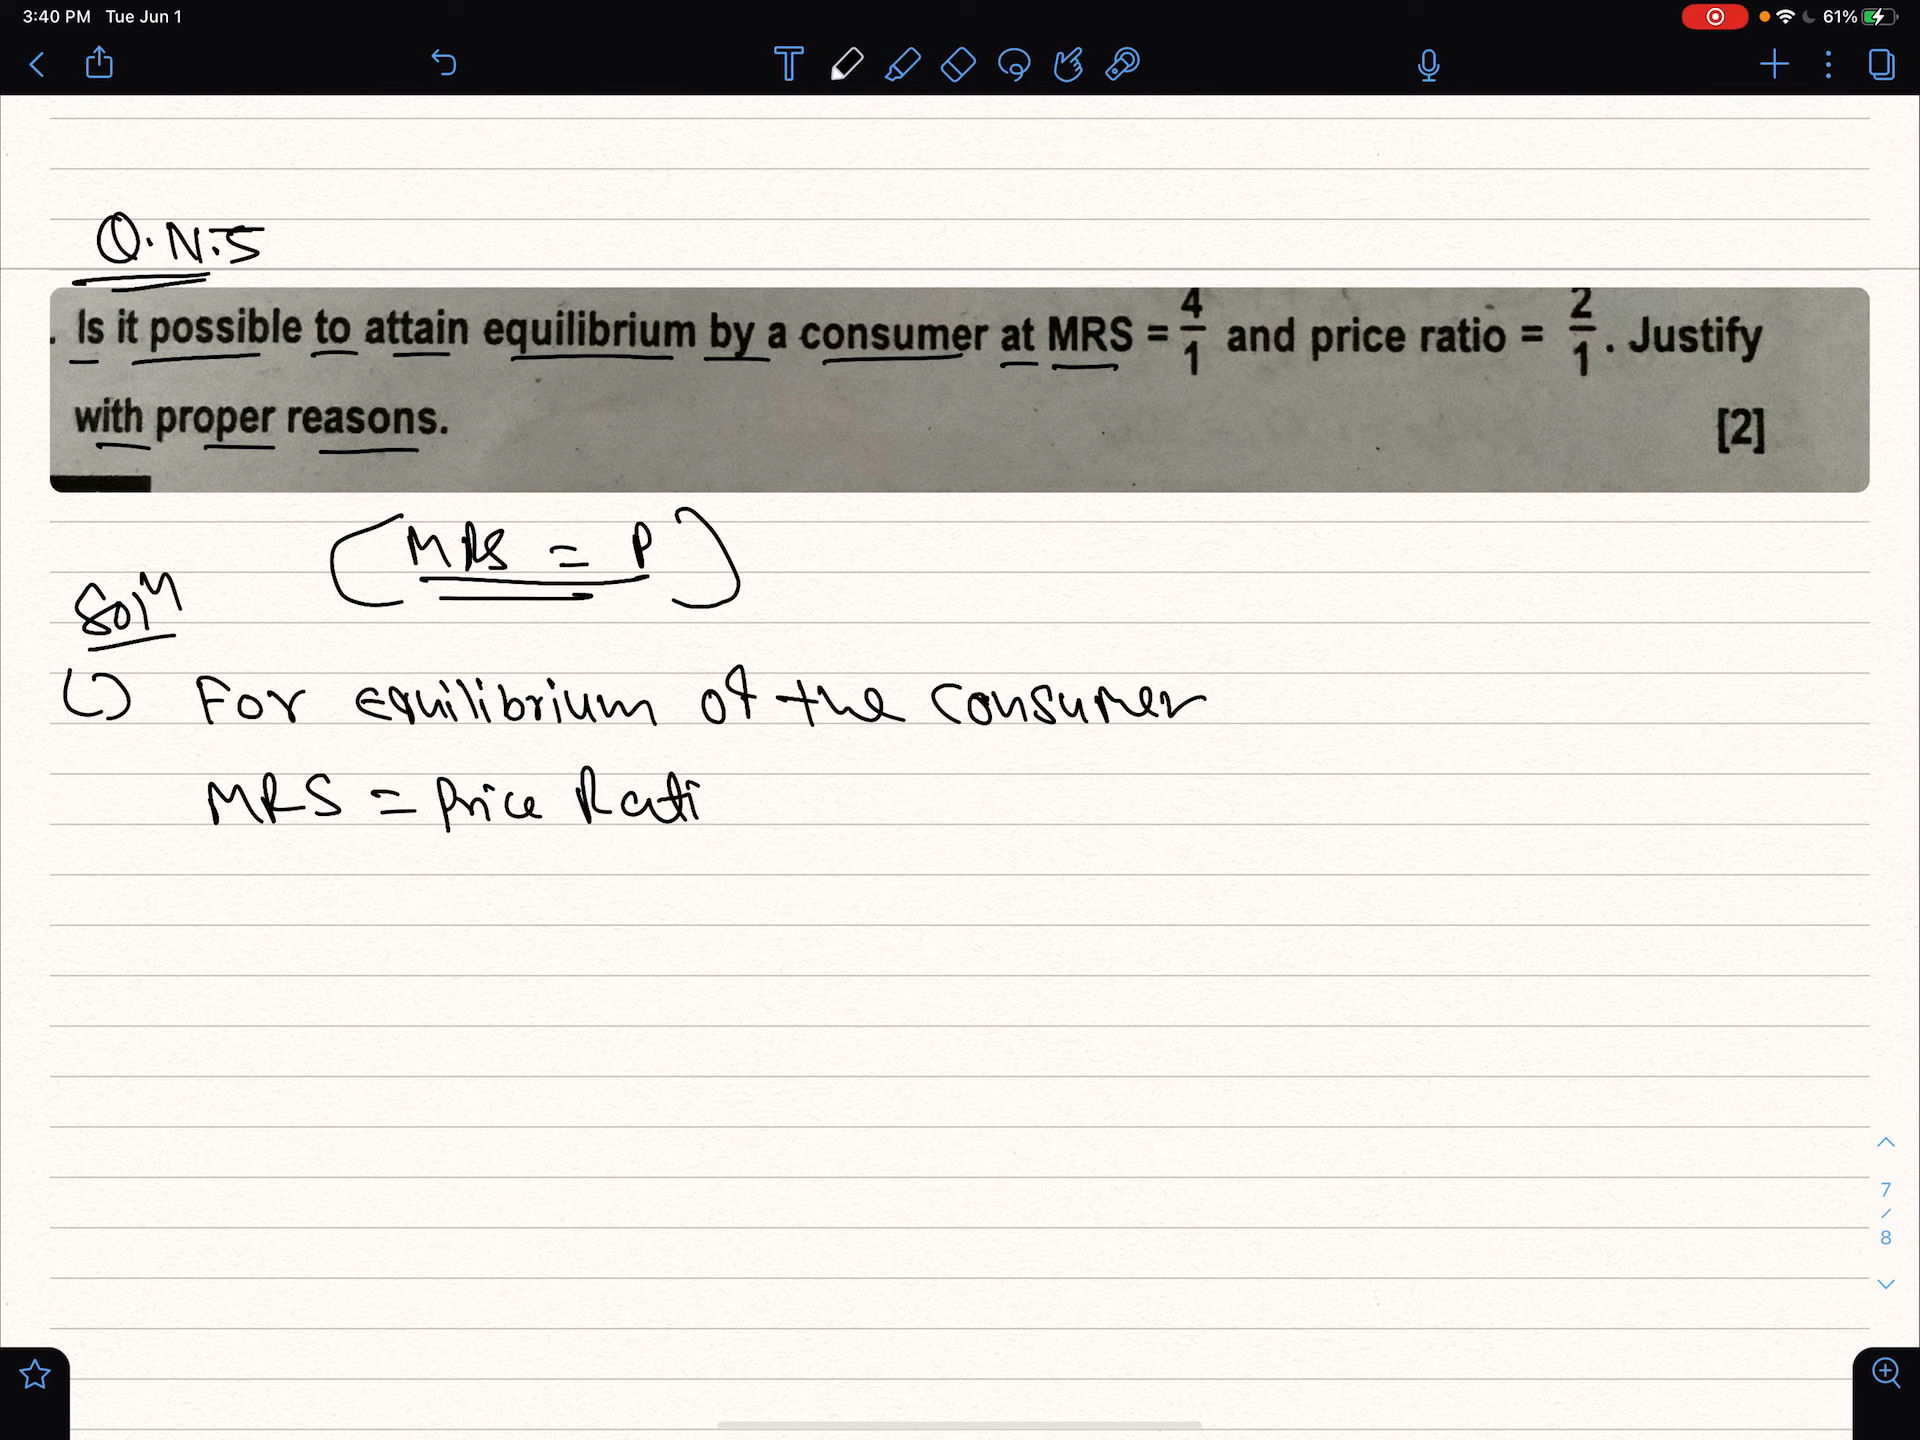 3:40 PM Tue Jun 1
61%
Q.N.5
. Is it possible to attain equilibrium by a consumer at MRS = 4/1 and price ratio = 2/1. Justify
with proper reasons. [2]
(MRS = P)
Solⁿ
() For equilibrium of the consumer
MRS = Price Rati
7
/
8